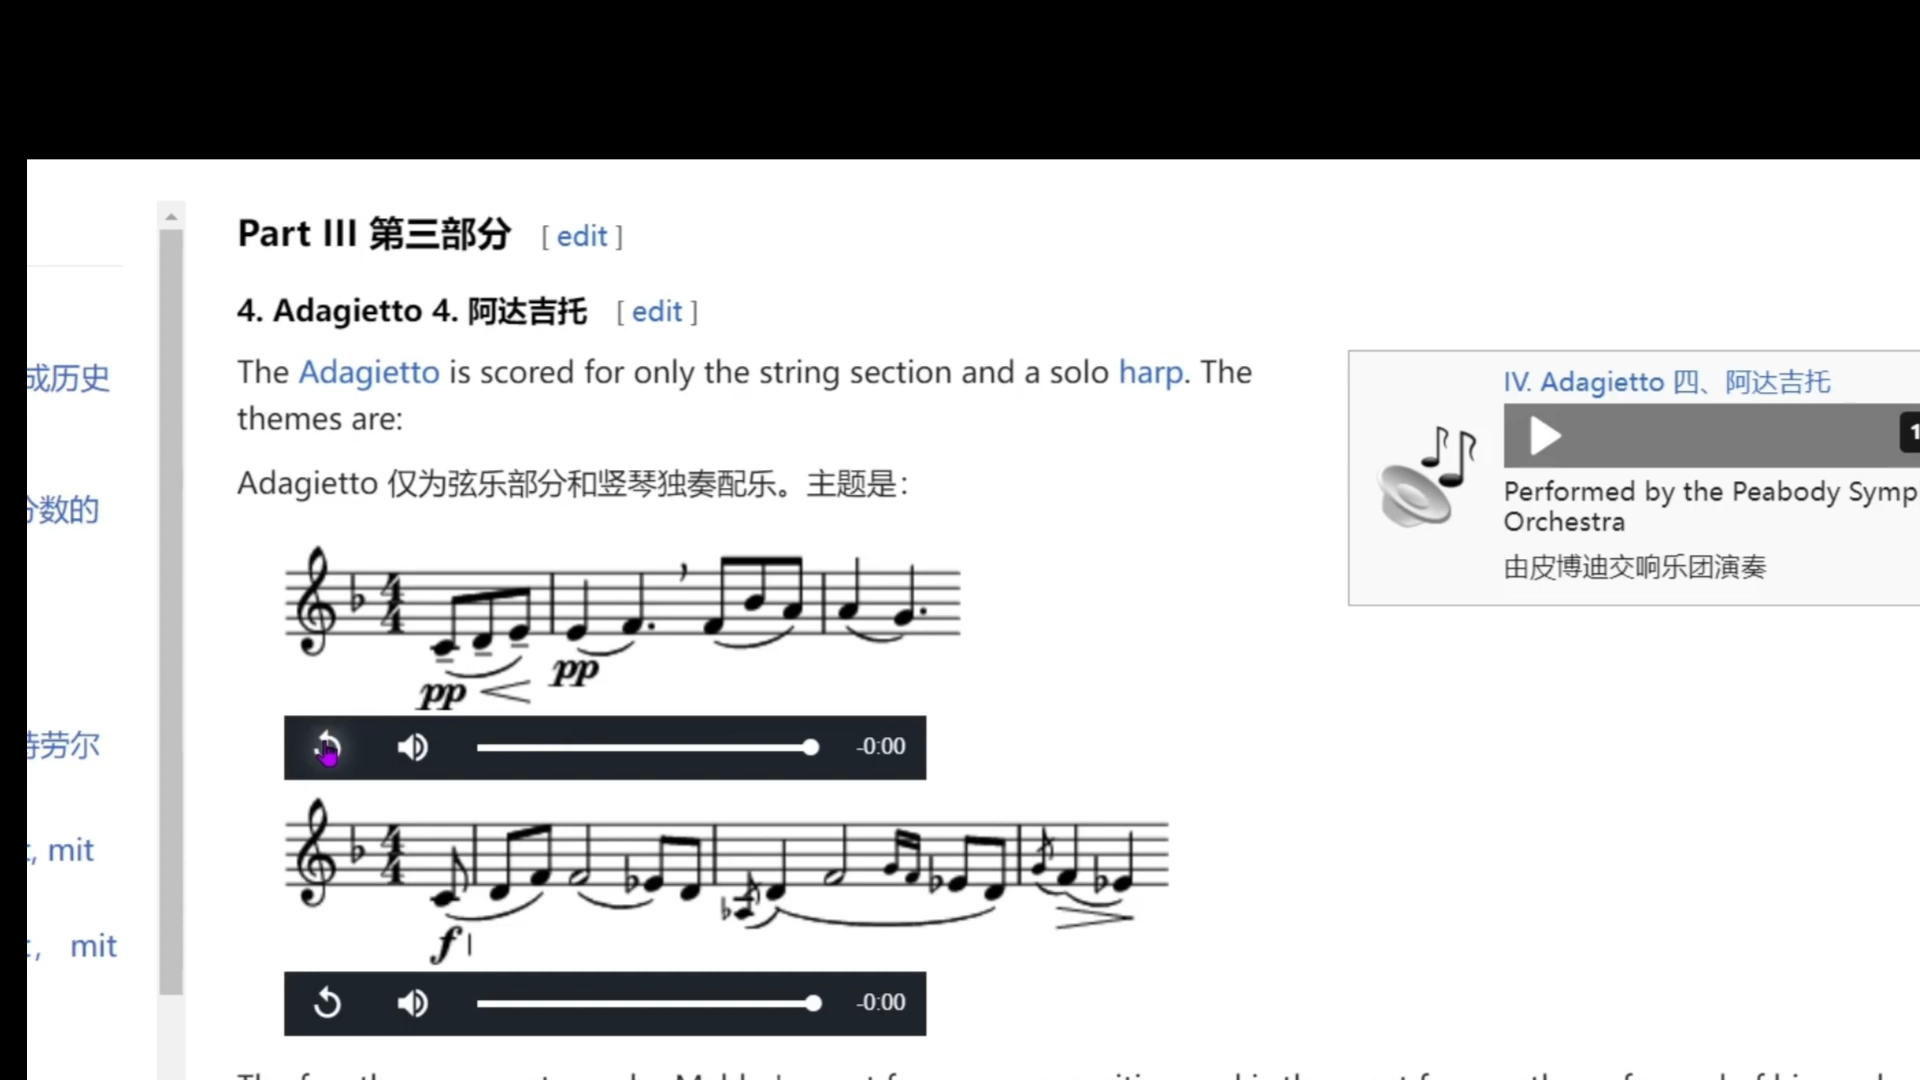 Part III 第三部分 [ edit ]
4. Adagietto 4. 阿达吉托 [ edit ]
The Adagietto is scored for only the string section and a solo harp. The
themes are:
Adagietto 仅为弦乐部分和竖琴独奏配乐。主题是：
pp pp
-0:00
f
-0:00
IV. Adagietto 四、阿达吉托
Performed by the Peabody
Orchestra
由皮博迪交响乐团演奏
成历史
分数的
特劳尔
mit
mit